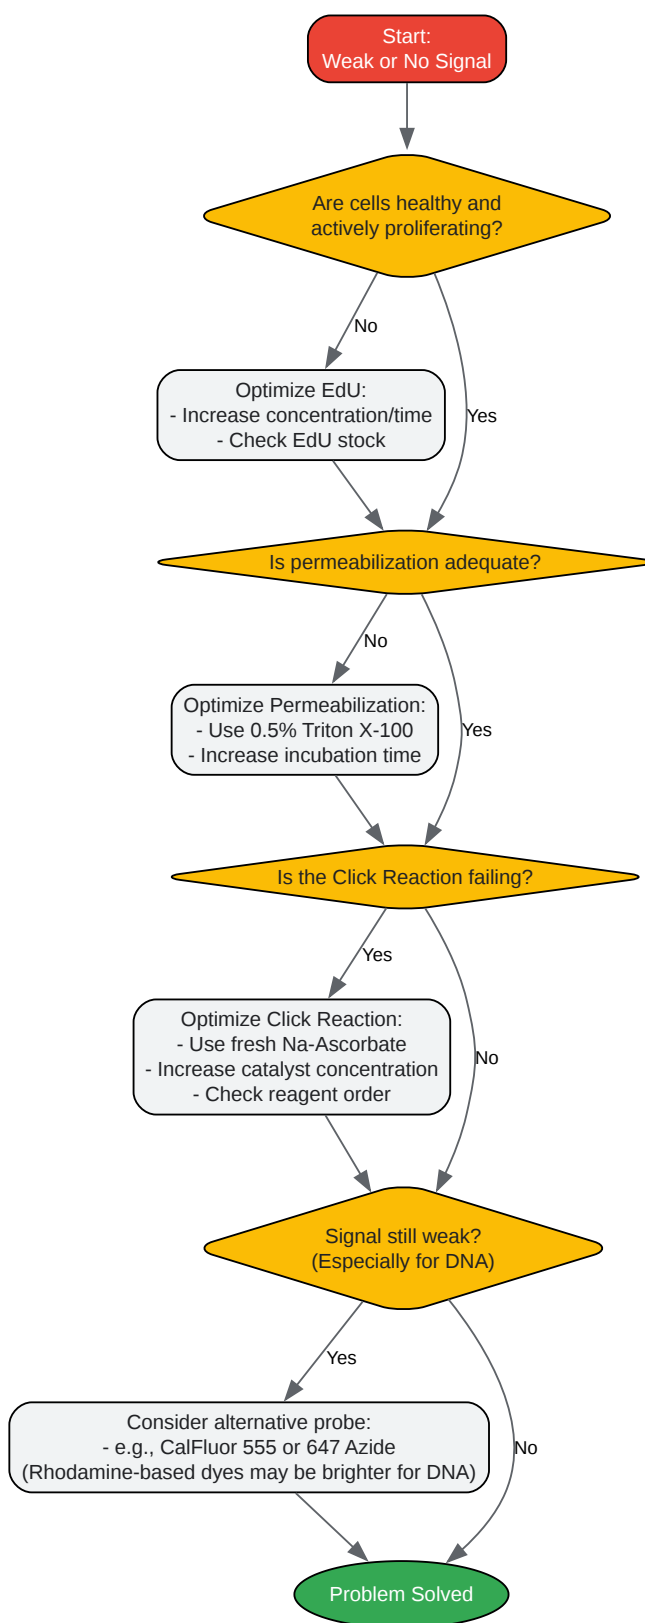 Start:
Weak or No Signal
Are cells healthy and
actively proliferating?
No
Optimize EdU:
- Increase concentration/time
- Check EdU stock
Yes
Is permeabilization adequate?
No
Optimize Permeabilization:
- Use 0.5% Triton X-100
- Increase incubation time
Yes
Is the Click Reaction failing?
Yes
Optimize Click Reaction:
- Use fresh Na-Ascorbate
- Increase catalyst concentration
- Check reagent order
No
Signal still weak?
(Especially for DNA)
Yes
Consider alternative probe:
- e.g., CalFluor 555 or 647 Azide
(Rhodamine-based dyes may be brighter for DNA)
No
Problem Solved